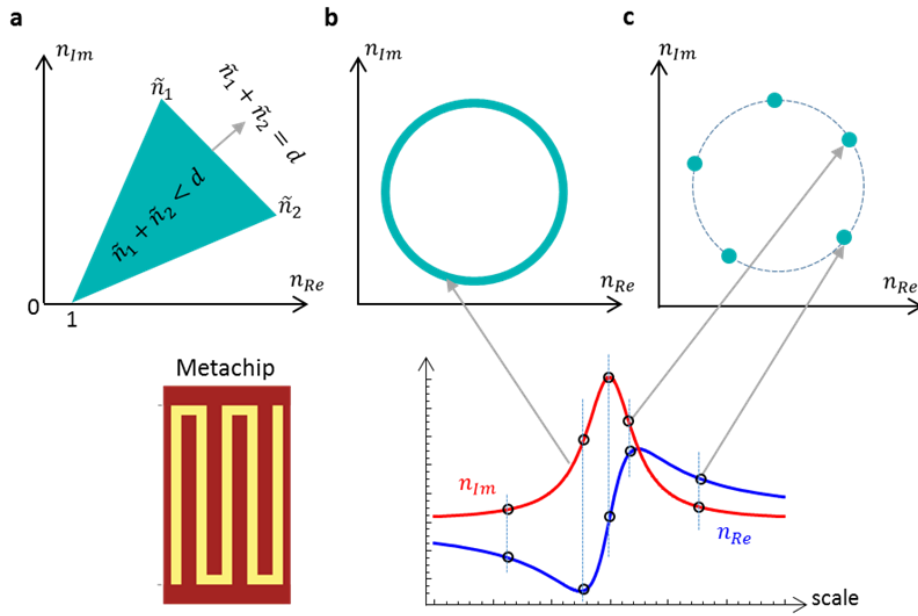 a
b
c
n_Im
ñ_1
ñ_1 + ñ_2 = d
ñ_1 + ñ_2 < d
ñ_2
0
1
n_Re
n_Im
n_Re
n_Im
n_Re
Metachip
n_Im
n_Re
scale